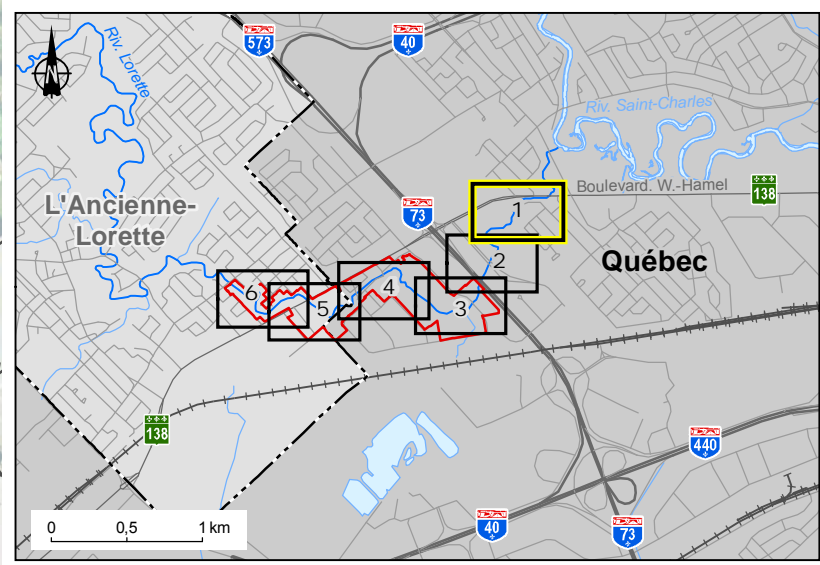 573
40
Riv. Lorette
N
Riv. Saint-Charles
Boulevard. W.-Hamel
138
L'Ancienne-
Lorette
73
1
Québec
2
6
5
4
3
138
440
0 0,5 1 km
40
73